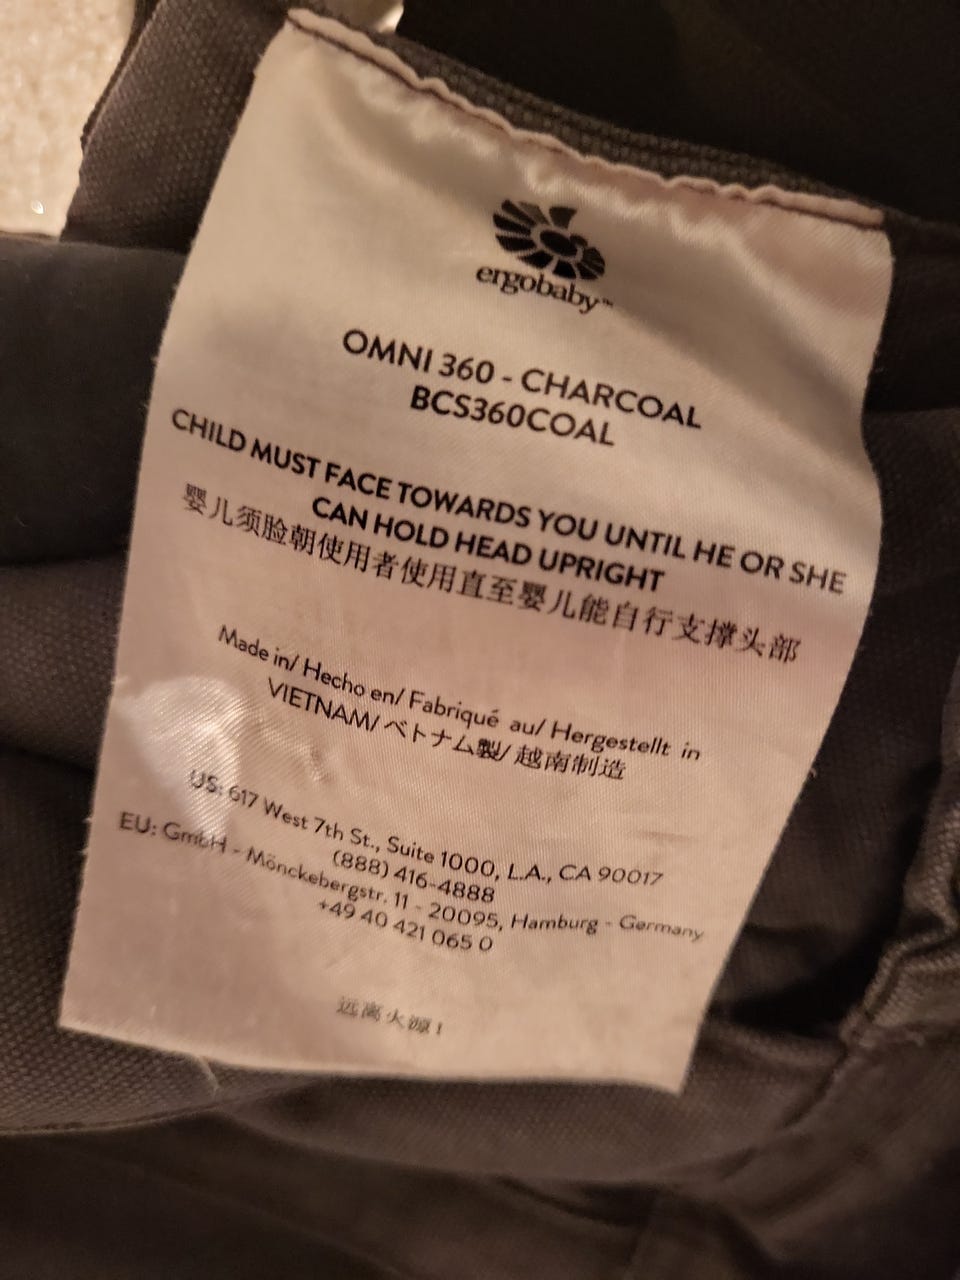 ergobaby™
OMNI 360 - CHARCOAL
BCS360COAL
CHILD MUST FACE TOWARDS YOU UNTIL HE OR SHE
CAN HOLD HEAD UPRIGHT
婴儿须脸朝使用者使用直至婴儿能自行支撑头部
Made in/ Hecho en/ Fabriqué au/ Hergestellt in
VIETNAM/ベトナム製/越南制造
US: 617 West 7th St., Suite 1000, L.A., CA 90017
(888) 416-4888
EU: GmbH - Mönckebergstr. 11 - 20095, Hamburg - Germany
+49 40 421 065 0
远离火源!